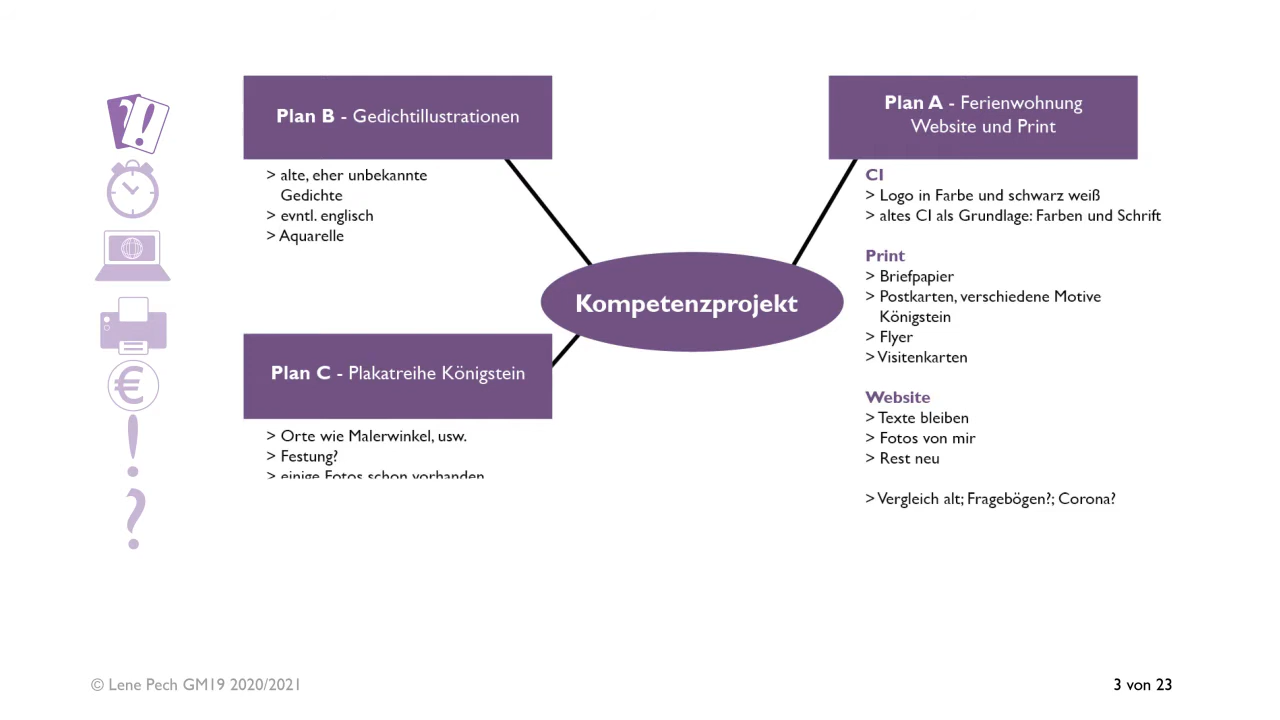 Plan B - Gedichtillustrationen
> alte, eher unbekannte
Gedichte
> evntl. englisch
> Aquarelle
Plan A - Ferienwohnung
Website und Print
CI
> Logo in Farbe und schwarz weiß
> altes CI als Grundlage: Farben und Schrift
Print
> Briefpapier
> Postkarten, verschiedene Motive
Königstein
> Flyer
> Visitenkarten
Website
> Texte bleiben
> Fotos von mir
> Rest neu
> Vergleich alt; Fragebögen?; Corona?
Kompetenzprojekt
Plan C - Plakatreihe Königstein
> Orte wie Malerwinkel, usw.
> Festung?
> einige Fotos schon vorhanden
© Lene Pech GM19 2020/2021
3 von 23